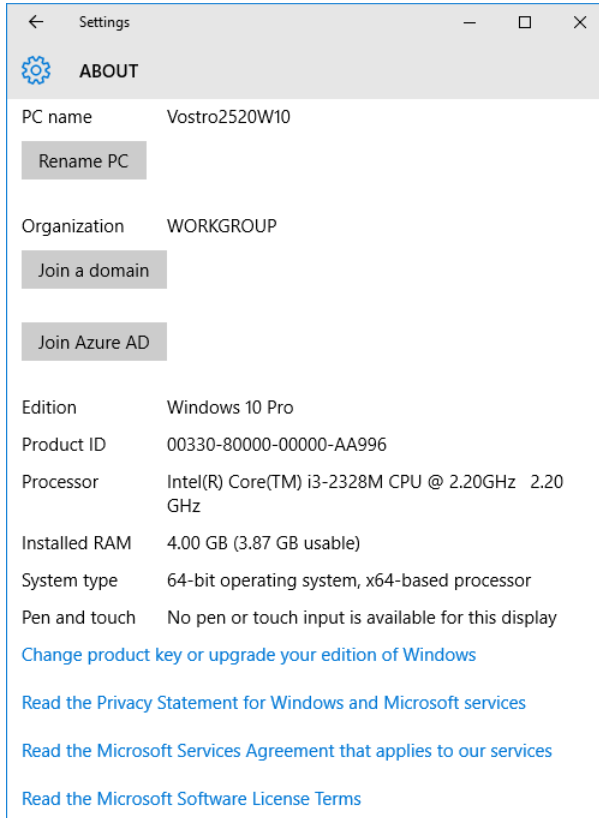 Settings
ABOUT
PC name Vostro2520W10
Rename PC
Organization WORKGROUP
Join a domain
Join Azure AD
Edition Windows 10 Pro
Product ID 00330-80000-00000-AA996
Processor Intel(R) Core(TM) i3-2328M CPU @ 2.20GHz 2.20
GHz
Installed RAM 4.00 GB (3.87 GB usable)
System type 64-bit operating system, x64-based processor
Pen and touch No pen or touch input is available for this display
Change product key or upgrade your edition of Windows
Read the Privacy Statement for Windows and Microsoft services
Read the Microsoft Services Agreement that applies to our services
Read the Microsoft Software License Terms